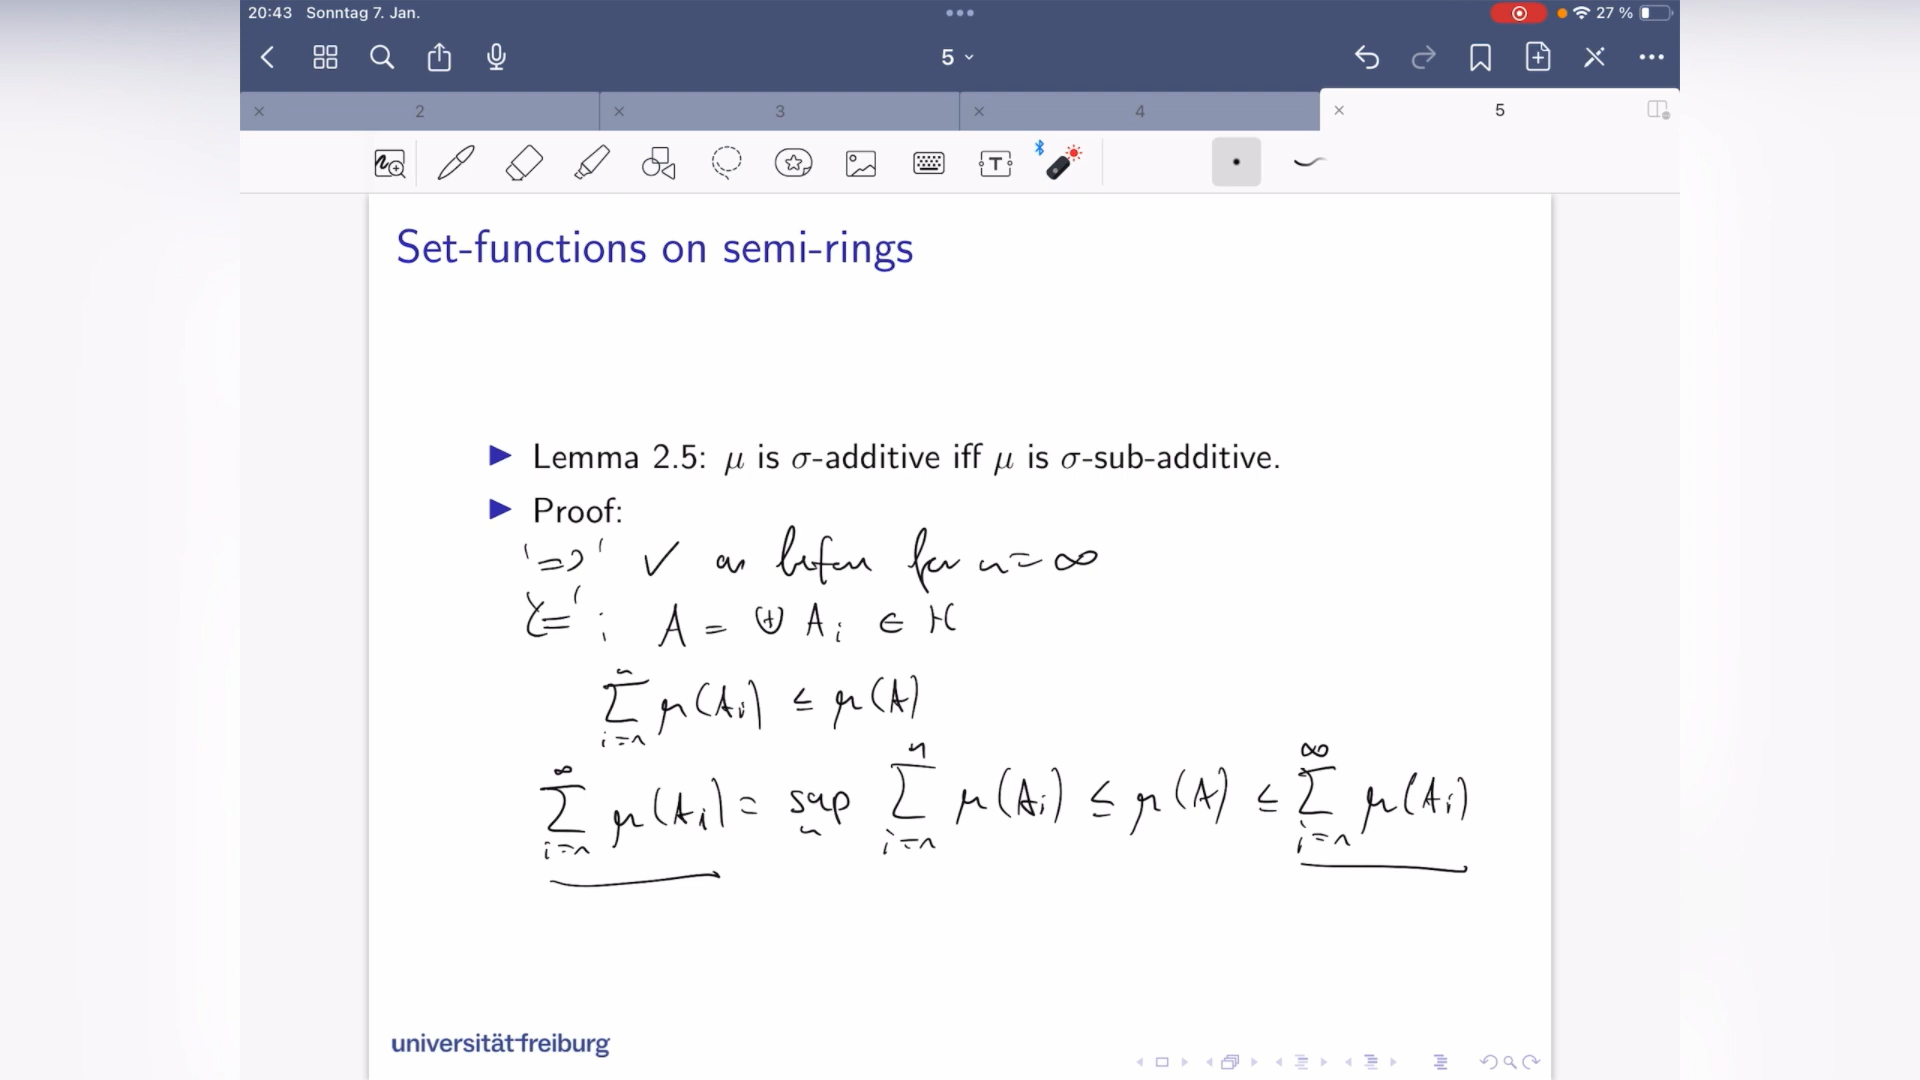 20:43 Sonntag 7. Jan. 27 %
5
2 3 4 5
T
Set-functions on semi-rings
▶ Lemma 2.5: μ is σ-additive iff μ is σ-sub-additive.
▶ Proof:
'⇒' ✓ as before for n=∞
'⇐': A = ⊎ A_i ∈ H
∑_{i=1}^{n} μ(A_i) ≤ μ(A)
∑_{i=1}^{∞} μ(A_i) = sup_n ∑_{i=1}^{n} μ(A_i) ≤ μ(A) ≤ ∑_{i=1}^{∞} μ(A_i)
universität freiburg